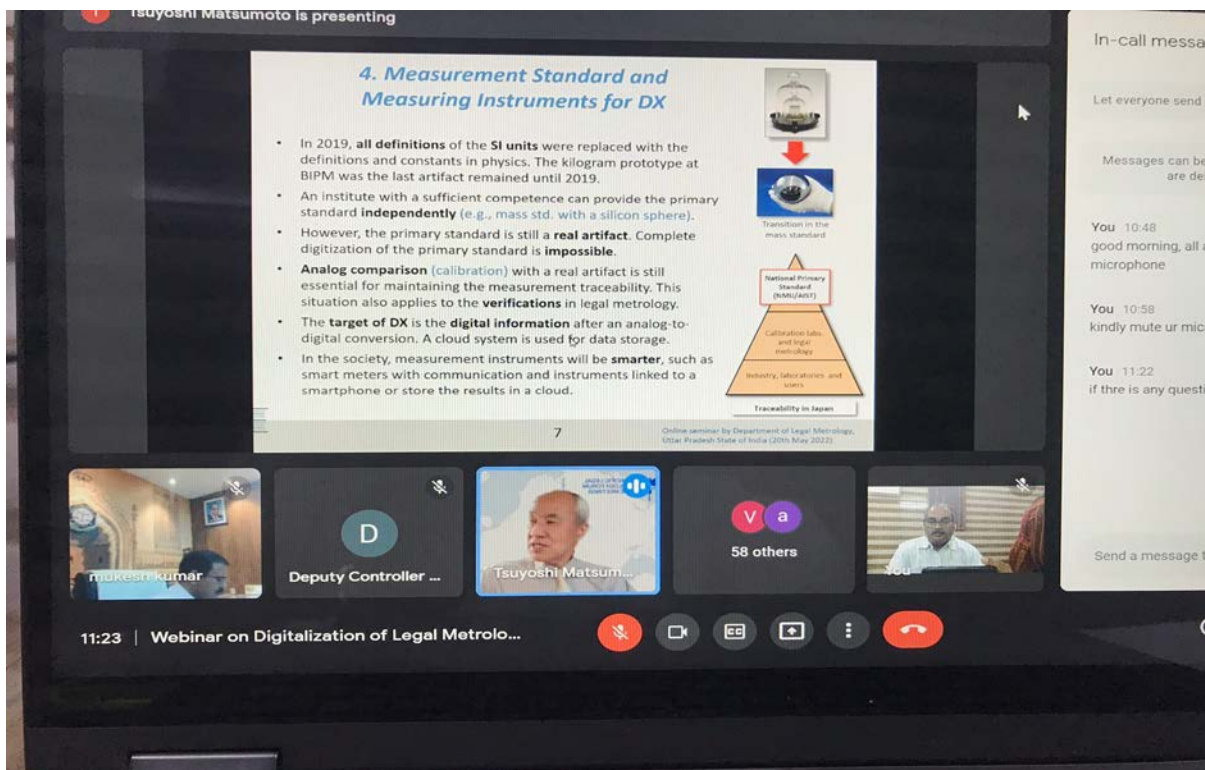 Tsuyoshi Matsumoto is presenting
4. Measurement Standard and
Measuring Instruments for DX
• In 2019, all definitions of the SI units were replaced with the
definitions and constants in physics. The kilogram prototype at
BIPM was the last artifact remained until 2019.
• An institute with a sufficient competence can provide the primary
standard independently (e.g., mass std. with a silicon sphere).
• However, the primary standard is still a real artifact. Complete
digitization of the primary standard is impossible.
• Analog comparison (calibration) with a real artifact is still
essential for maintaining the measurement traceability. This
situation also applies to the verifications in legal metrology.
• The target of DX is the digital information after an analog-to-
digital conversion. A cloud system is used for data storage.
• In the society, measurement instruments will be smarter, such as
smart meters with communication and instruments linked to a
smartphone or store the results in a cloud.
Transition in the
mass standard
National Primary
Standard
(NMIJ/AIST)
Calibration labs.
and legal
metrology
Industry, laboratories and
users
Traceability in Japan
7
Online seminar by Department of Legal Metrology,
Uttar Pradesh State of India (20th May 2022)
In-call messa
Let everyone send
Messages can be
are de
You 10:48
good morning, all a
microphone
You 10:58
kindly mute ur mic
You 11:22
if thre is any questi
Send a message t
mukesh kumar
D
Deputy Controller ...
Tsuyoshi Matsum...
V a
58 others
You
11:23 | Webinar on Digitalization of Legal Metrolo...
CC